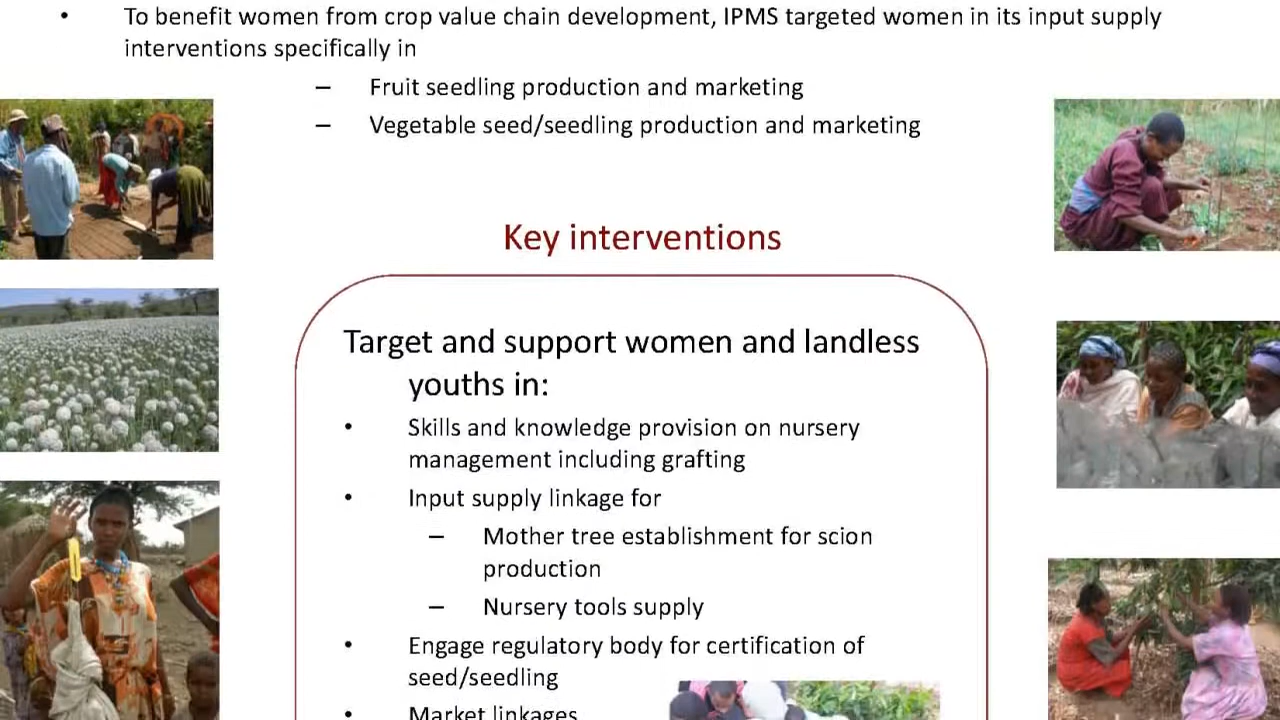 • To benefit women from crop value chain development, IPMS targeted women in its input supply
interventions specifically in
– Fruit seedling production and marketing
– Vegetable seed/seedling production and marketing
Key interventions
Target and support women and landless
youths in:
• Skills and knowledge provision on nursery
management including grafting
• Input supply linkage for
– Mother tree establishment for scion
production
– Nursery tools supply
• Engage regulatory body for certification of
seed/seedling
• Market linkages